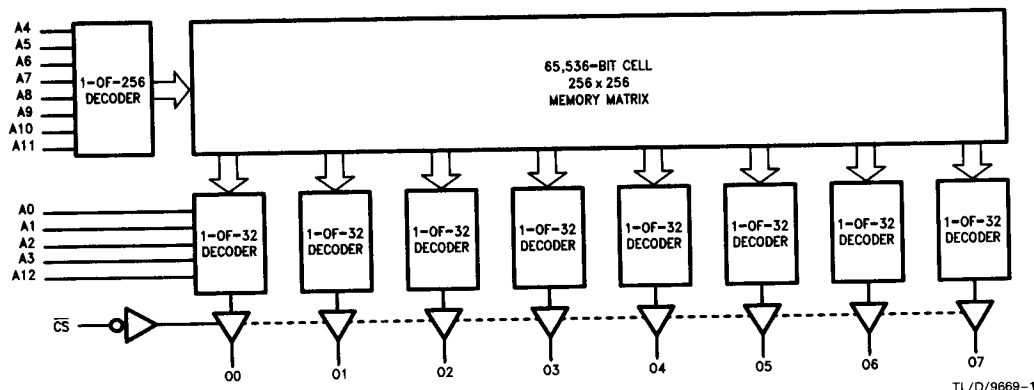 A4
A5
A6
A7
A8
A9
A10
A11
1-OF-256
DECODER
65,536-BIT CELL
256 x 256
MEMORY MATRIX
A0
A1
A2
A3
A12
1-OF-32
DECODER
1-OF-32
DECODER
1-OF-32
DECODER
1-OF-32
DECODER
1-OF-32
DECODER
1-OF-32
DECODER
1-OF-32
DECODER
1-OF-32
DECODER
C̅S̅
O0
O1
O2
O3
O4
O5
O6
O7
TL/D/9669-1